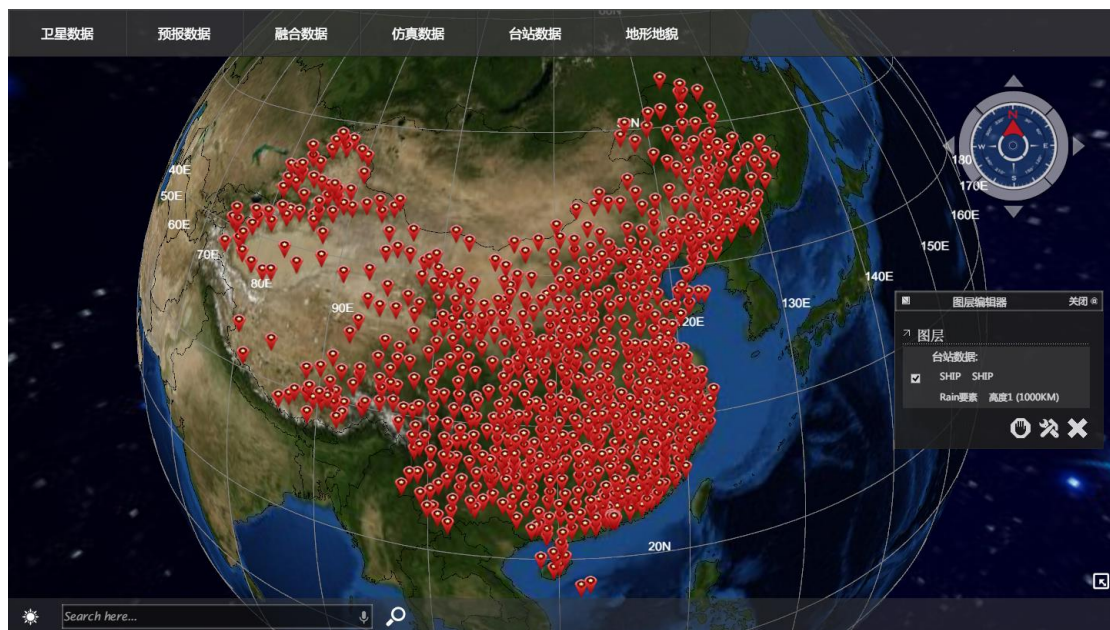 卫星数据 预报数据 融合数据 仿真数据 台站数据 地形地貌
N
40E
50E
60E
70E
80E
90E
N
W E
S
180
170E
160E
150E
140E
130E
20E
图层编辑器 关闭
图层
台站数据:
SHIP SHIP
Rain要素 高度1 (1000KM)
20N
Search here...